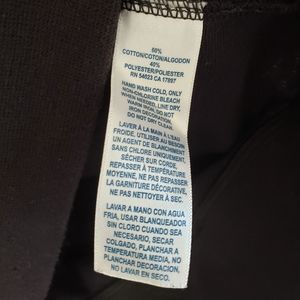 60%
COTTON/COTON/ALGODON
40%
POLYESTER/POLIESTER
RN 54023 CA 17897
HAND WASH COLD, ONLY
NON-CHLORINE BLEACH
WHEN NEEDED, LINE DRY,
WARM IRON, DO NOT
IRON DECORATION,
DO NOT DRY CLEAN.
LAVER À LA MAIN À L'EAU
FROIDE. UTILISER AU BESOIN
UN AGENT DE BLANCHIMENT
SANS CHLORE UNIQUEMENT,
SÉCHER SUR CORDE,
REPASSER À TEMPÉRATURE
MOYENNE, NE PAS REPASSER
LA GARNITURE DÉCORATIVE,
NE PAS NETTOYER À SEC.
LAVAR A MANO CON AGUA
FRIA, USAR BLANQUEADOR
SIN CLORO CUANDO SEA
NECESARIO, SECAR A
COLGADO, PLANCHAR A
TEMPERATURA MEDIA, NO
PLANCHAR DECORACION,
NO LAVAR EN SECO.